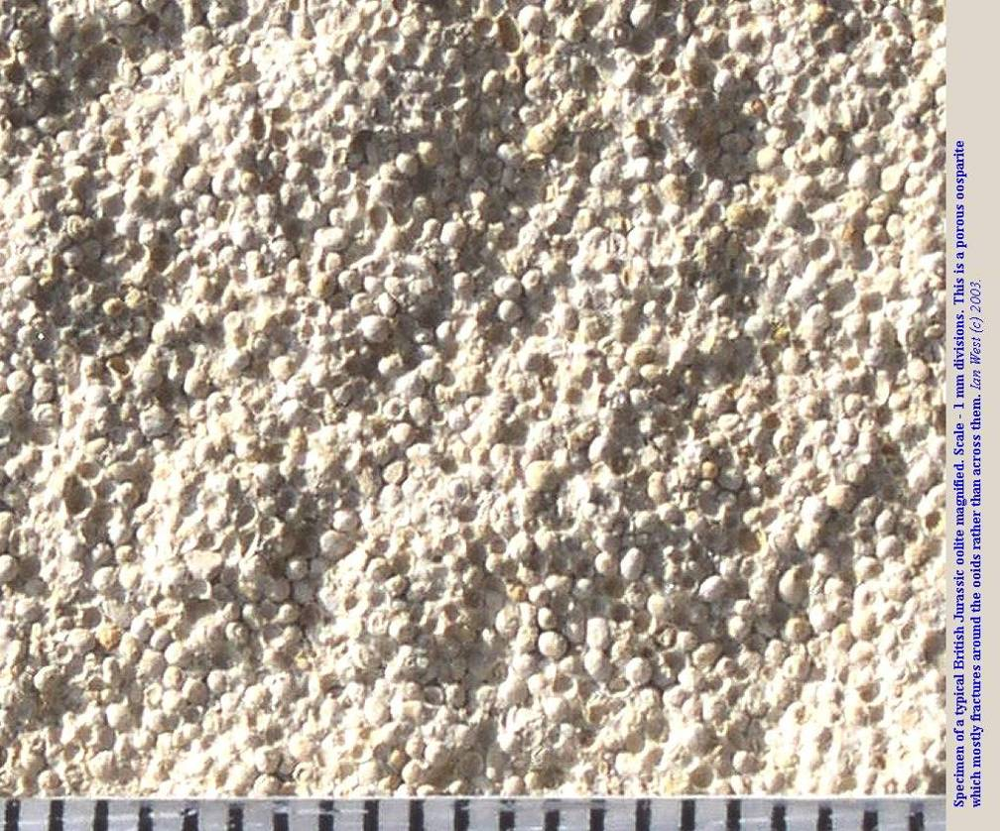 Specimen of a typical British Jurassic oolite magnified. Scale - 1 mm divisions. This is a porous oosparite
which mostly fractures around the ooids rather than across them. Ian West (c) 2003.